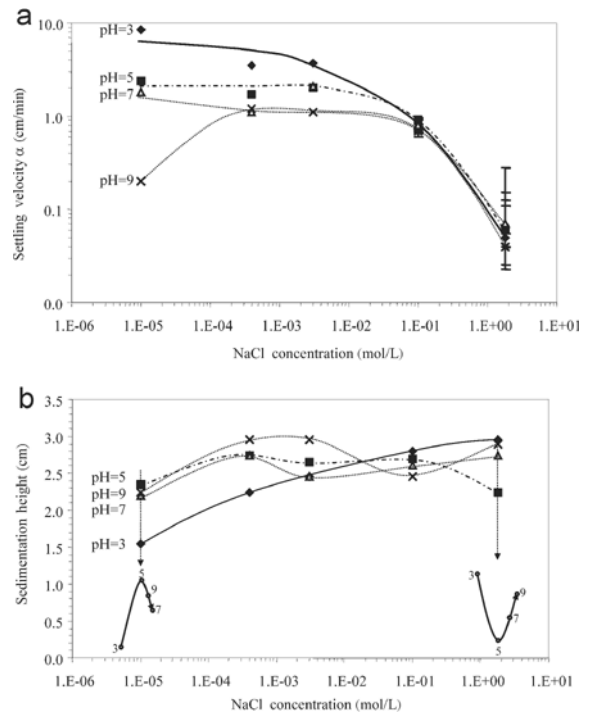 a
10.0
1.0
0.1
0.0
Settling velocity α (cm/min)
pH=3
pH=5
pH=7
pH=9
1.E-06 1.E-05 1.E-04 1.E-03 1.E-02 1.E-01 1.E+00 1.E+01
NaCl concentration (mol/L)
b
3.5
3.0
2.5
2.0
1.5
1.0
0.5
0.0
Sedimentation height (cm)
pH=5
pH=9
pH=7
pH=3
5
9
7
3
3
9
7
5
1.E-06 1.E-05 1.E-04 1.E-03 1.E-02 1.E-01 1.E+00 1.E+01
NaCl concentration (mol/L)